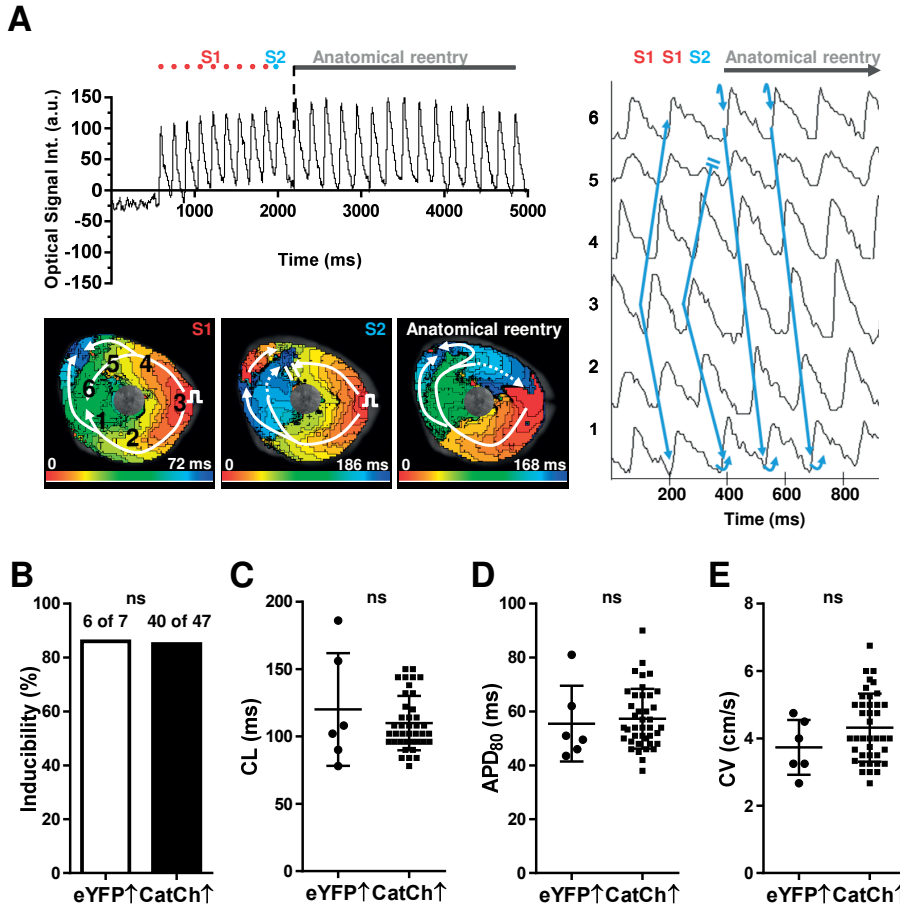 A
S1 S2 Anatomical reentry
Optical Signal Int. (a.u.)
150
100
50
0
-50
-100
-150
1000 2000 3000 4000 5000
Time (ms)
S1
5 4
6 3
1 2
0 72 ms
S2
0 186 ms
Anatomical reentry
0 168 ms
S1 S1 S2 Anatomical reentry
6
5
4
3
2
1
200 400 600 800
Time (ms)
B
ns
Inducibility (%)
100
80
60
40
20
0
6 of 7 40 of 47
eYFP↑ CatCh↑
C
ns
CL (ms)
200
150
100
50
0
eYFP↑ CatCh↑
D
ns
APD80 (ms)
100
80
60
40
20
0
eYFP↑ CatCh↑
E
ns
CV (cm/s)
8
6
4
2
0
eYFP↑ CatCh↑